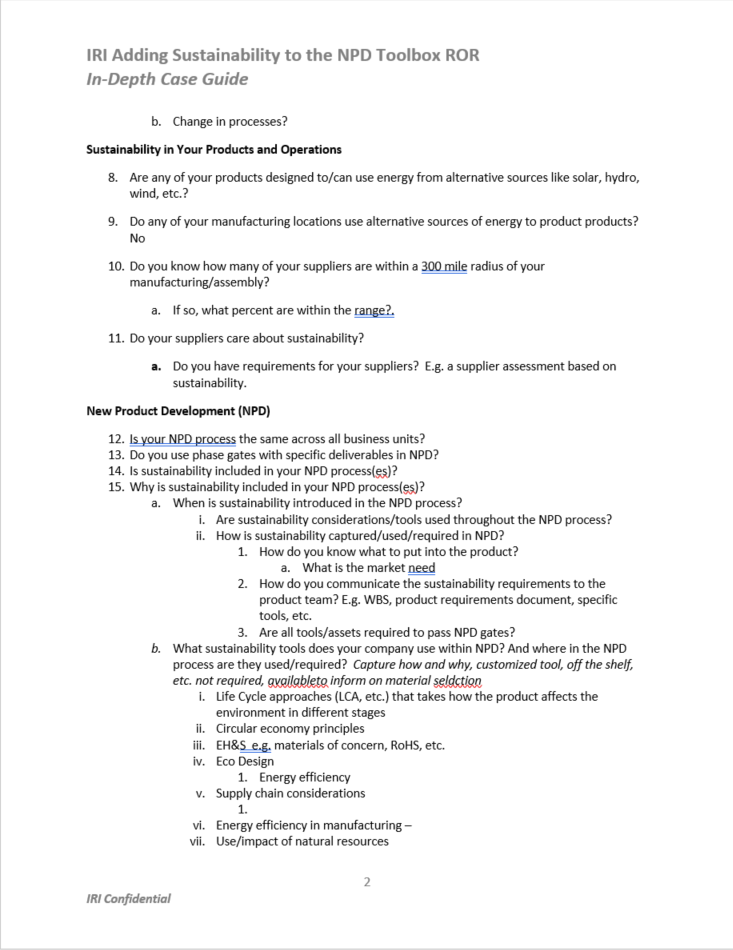 IRI Adding Sustainability to the NPD Toolbox ROR
In-Depth Case Guide
b. Change in processes?
Sustainability in Your Products and Operations
8. Are any of your products designed to/can use energy from alternative sources like solar, hydro,
wind, etc.?
9. Do any of your manufacturing locations use alternative sources of energy to product products?
No
10. Do you know how many of your suppliers are within a 300 mile radius of your
manufacturing/assembly?
a. If so, what percent are within the range?.
11. Do your suppliers care about sustainability?
a. Do you have requirements for your suppliers? E.g. a supplier assessment based on
sustainability.
New Product Development (NPD)
12. Is your NPD process the same across all business units?
13. Do you use phase gates with specific deliverables in NPD?
14. Is sustainability included in your NPD process(es)?
15. Why is sustainability included in your NPD process(es)?
a. When is sustainability introduced in the NPD process?
i. Are sustainability considerations/tools used throughout the NPD process?
ii. How is sustainability captured/used/required in NPD?
1. How do you know what to put into the product?
a. What is the market need
2. How do you communicate the sustainability requirements to the
product team? E.g. WBS, product requirements document, specific
tools, etc.
3. Are all tools/assets required to pass NPD gates?
b. What sustainability tools does your company use within NPD? And where in the NPD
process are they used/required? Capture how and why, customized tool, off the shelf,
etc. not required, availableto inform on material seldction
i. Life Cycle approaches (LCA, etc.) that takes how the product affects the
environment in different stages
ii. Circular economy principles
iii. EH&S e.g. materials of concern, RoHS, etc.
iv. Eco Design
1. Energy efficiency
v. Supply chain considerations
1.
vi. Energy efficiency in manufacturing –
vii. Use/impact of natural resources
2
IRI Confidential